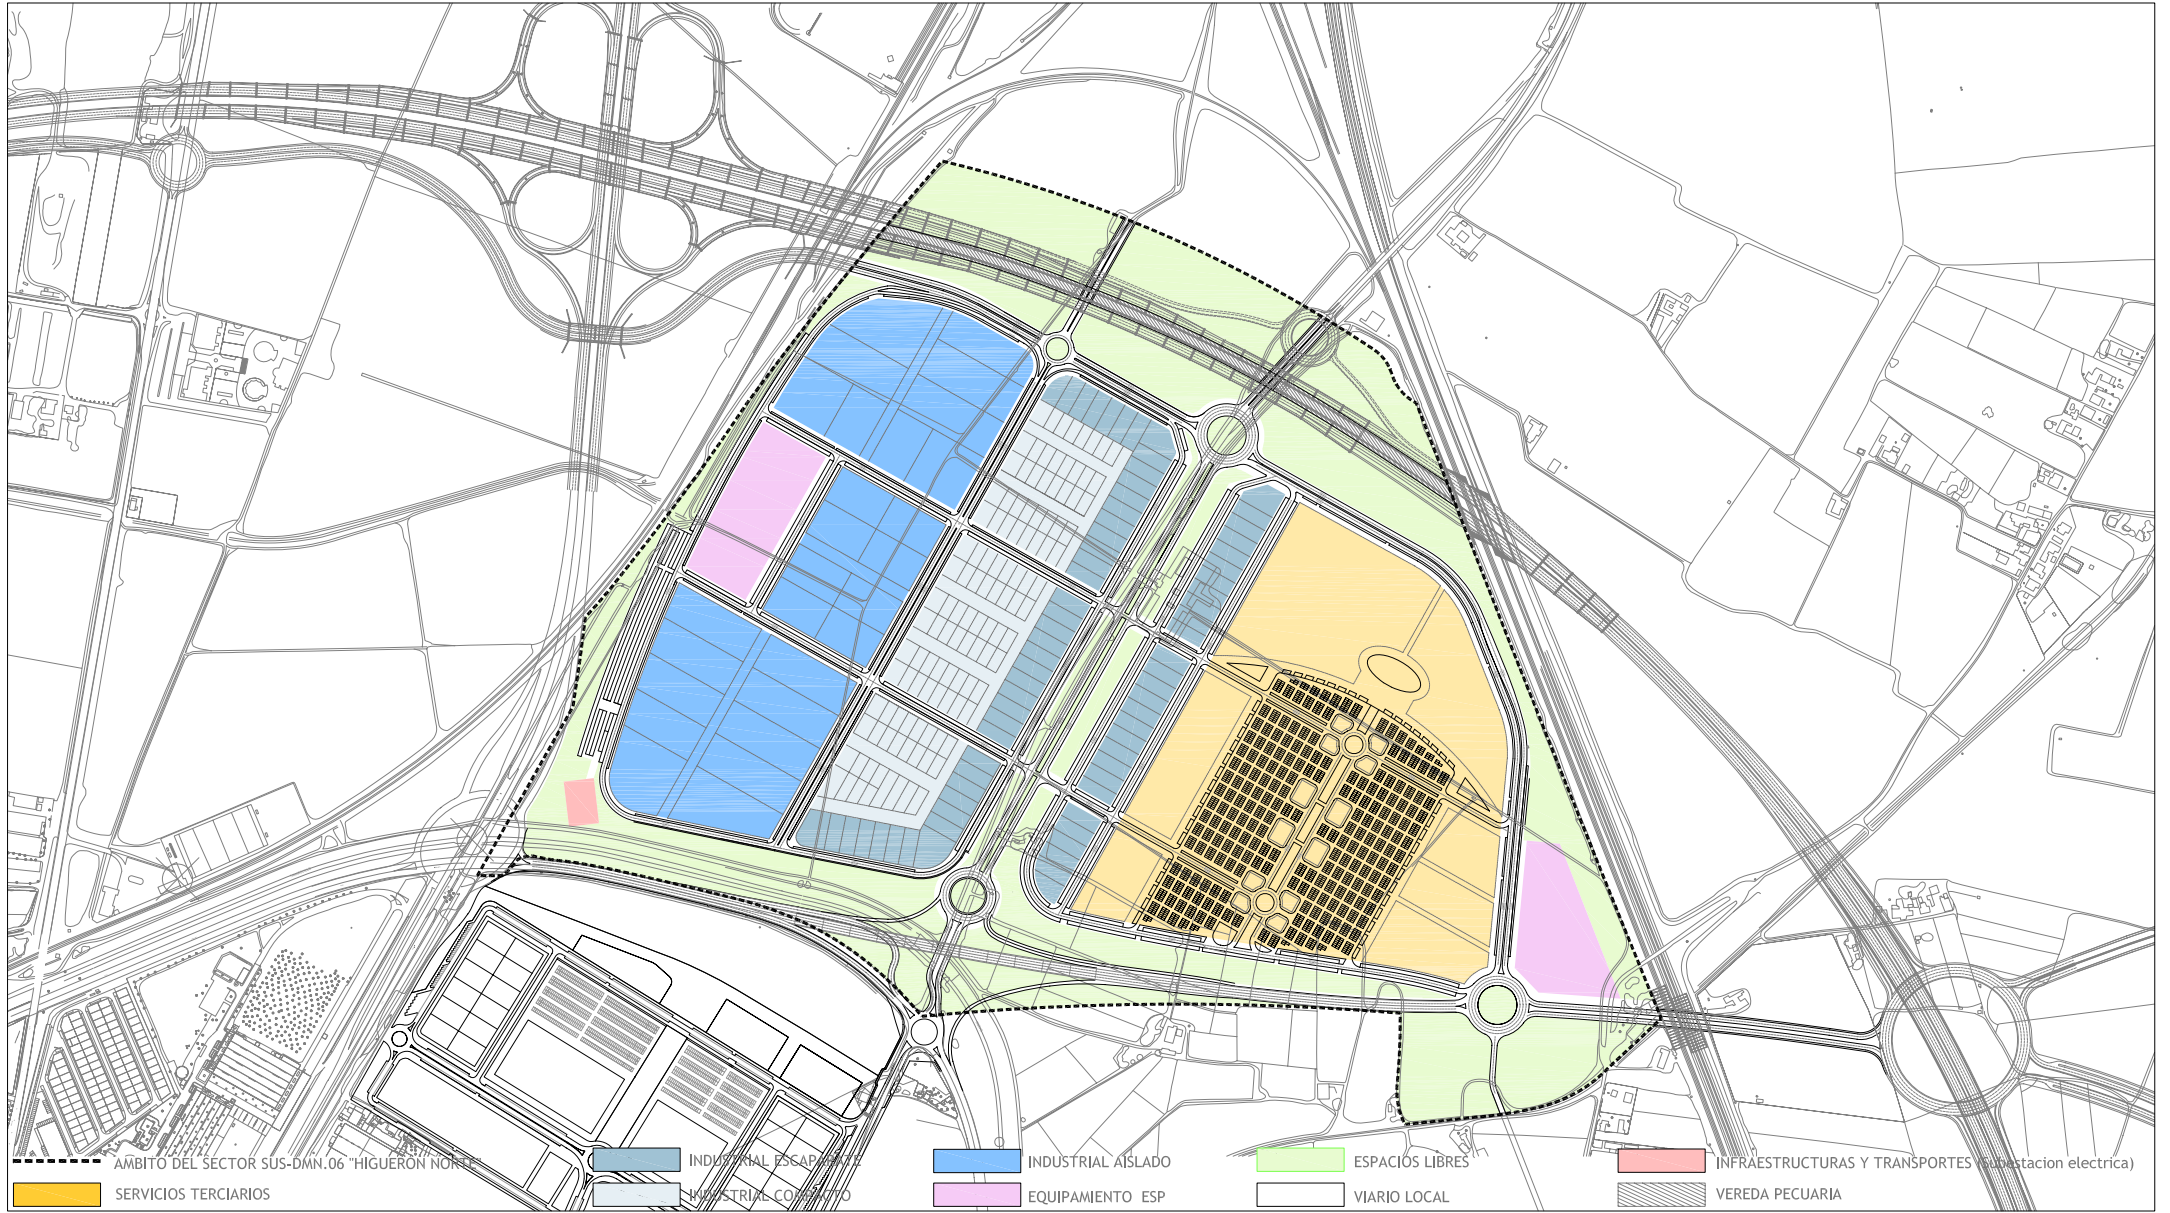 AMBITO DEL SECTOR SUS-DMN.06 "HIGUERON NORTE"
INDUSTRIAL ESCAPARATE
INDUSTRIAL AISLADO
ESPACIOS LIBRES
INFRAESTRUCTURAS Y TRANSPORTES (Subestacion electrica)
SERVICIOS TERCIARIOS
INDUSTRIAL COMPACTO
EQUIPAMIENTO ESP
VIARIO LOCAL
VEREDA PECUARIA